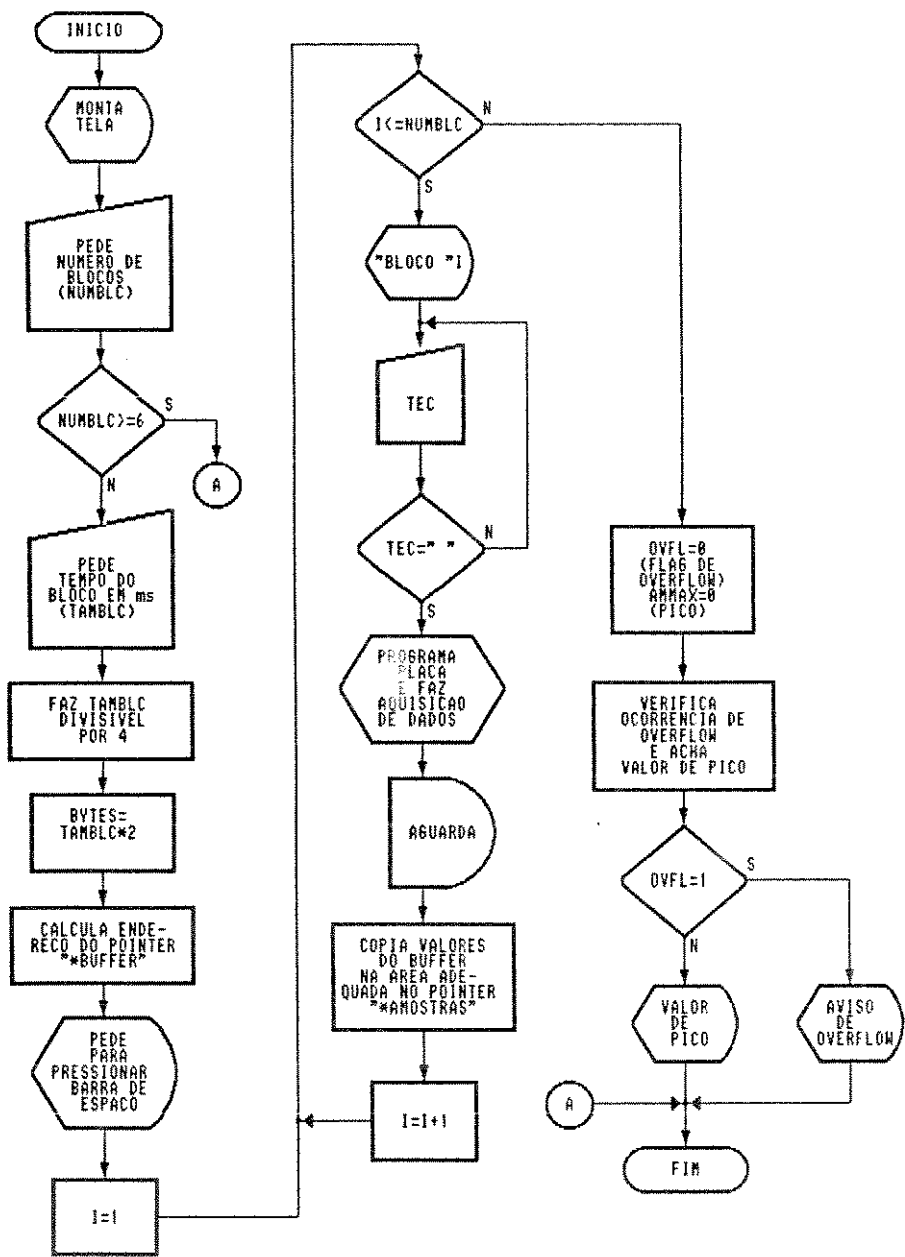 INICIO
MONTA
TELA
PEDE
NUMERO DE
BLOCOS
(NUMBLC)
NUMBLC>=6
S
A
N
PEDE
TEMPO DO
BLOCO EM ms
(TAMBLC)
FAZ TAMBLC
DIVISIVEL
POR 4
BYTES=
TAMBLC*2
CALCULA ENDE-
RECO DO POINTER
"*BUFFER"
PEDE
PARA
PRESSIONAR
BARRA DE
ESPACO
I=1
I<=NUMBLC
N
S
"BLOCO "I
TEC
TEC=" "
N
S
PROGRAMA
PLACA
E FAZ
AQUISICAO
DE DADOS
AGUARDA
COPIA VALORES
DO BUFFER
NA AREA ADE-
QUADA NO POINTER
"*AMOSTRAS"
I=I+1
OVFL=0
(FLAG DE
OVERFLOW)
AMMAX=0
(PICO)
VERIFICA
OCORRENCIA DE
OVERFLOW
E ACHA
VALOR DE PICO
OVFL=1
S
N
VALOR
DE
PICO
AVISO
DE
OVERFLOW
A
FIM